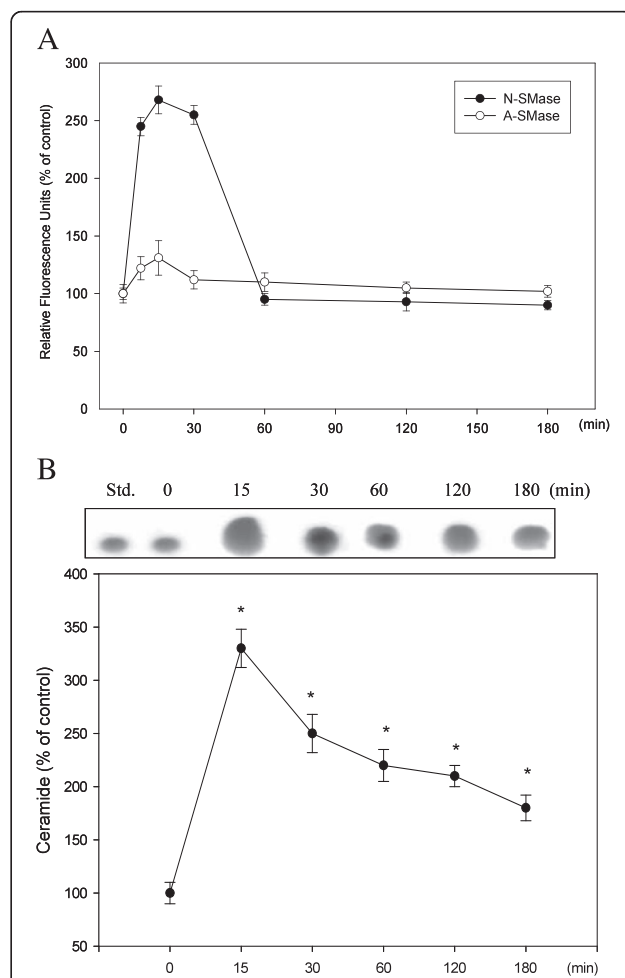 A
300
250
200
150
100
50
0
Relative Fluorescence Units (% of control)
N-SMase
A-SMase
0 30 60 90 120 150 180 (min)
B
Std. 0 15 30 60 120 180 (min)
400
350
300
250
200
150
100
50
Ceramide (% of control)
* * * * *
0 15 30 60 120 180 (min)